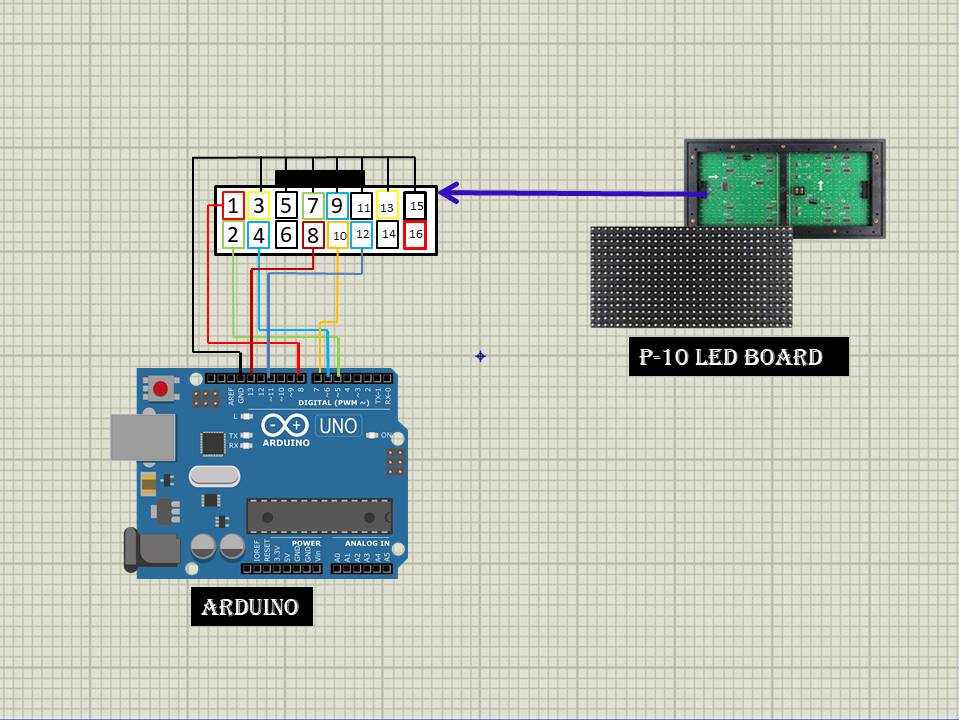 1 3 5 7 9 11 13 15
2 4 6 8 10 12 14 16
P-10 LED BOARD
AREF
GND
13
12
~11
~10
~9
8
7
~6
~5
4
~3
2
TX-1
RX-0
DIGITAL (PWM ~)
L
TX
RX
UNO
ON
ARDUINO
POWER
ANALOG IN
IOREF
RESET
3.3V
5V
GND
GND
Vin
A0
A1
A2
A3
A4
A5
ARDUINO